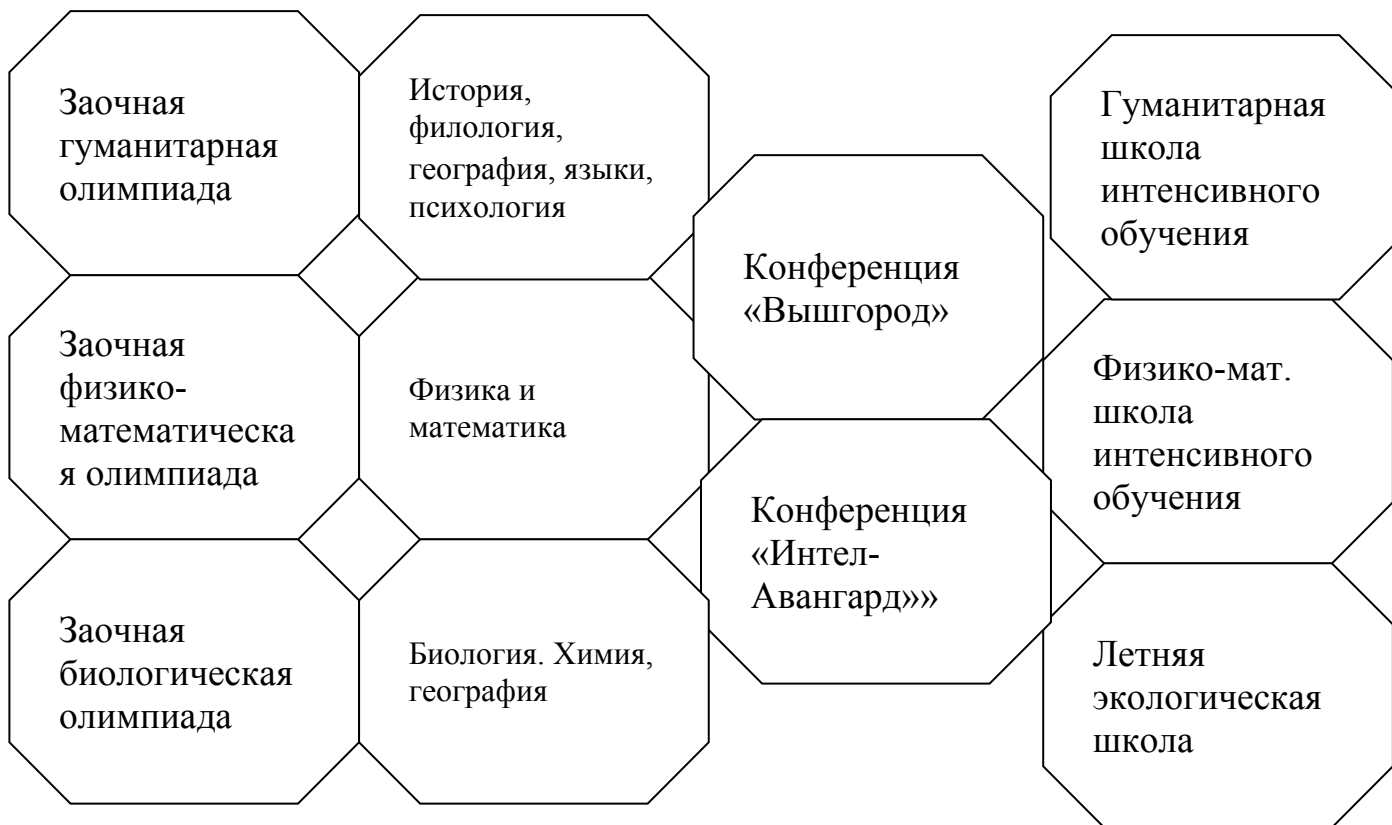 Заочная
гуманитарная
олимпиада
История,
филология,
география, языки,
психология
Гуманитарная
школа
интенсивного
обучения
Конференция
«Вышгород»
Заочная
физико-
математическа
я олимпиада
Физика и
математика
Физико-мат.
школа
интенсивного
обучения
Конференция
«Интел-
Авангард»»
Заочная
биологическая
олимпиада
Биология. Химия,
география
Летняя
экологическая
школа